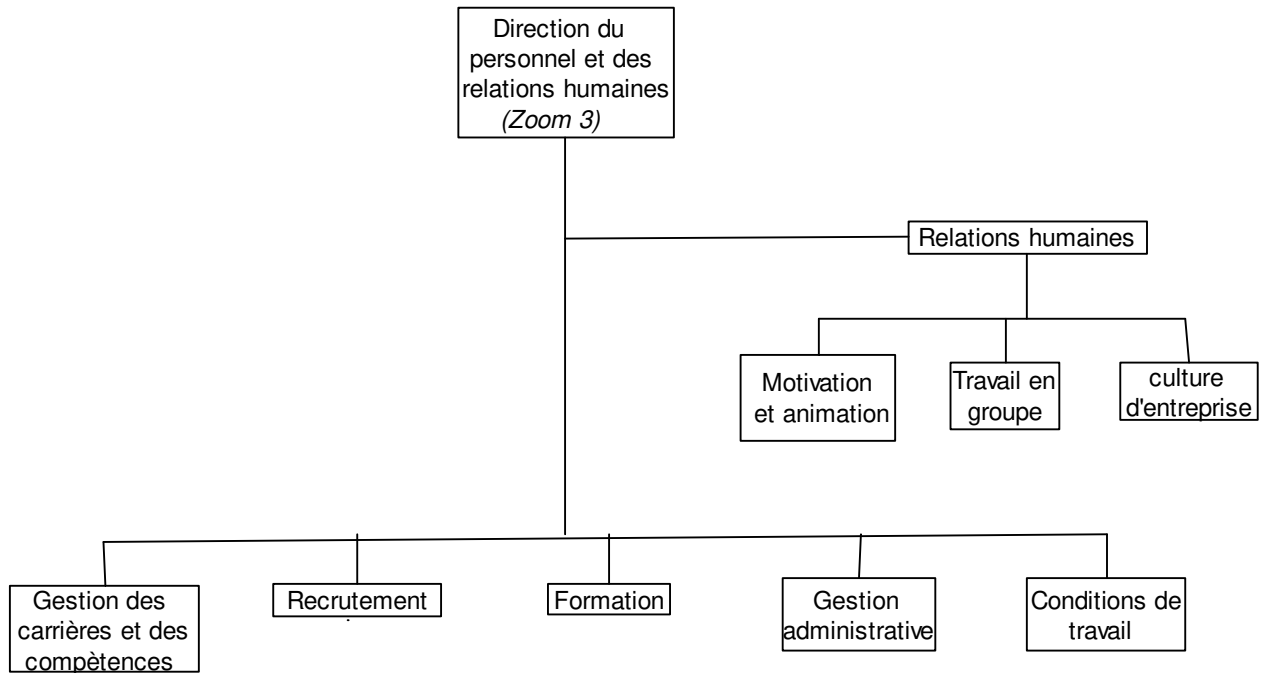 Direction du
personnel et des
relations humaines
(Zoom 3)
Relations humaines
Motivation
et animation
Travail en
groupe
culture
d'entreprise
Gestion des
carrières et des
compètences
Recrutement
Formation
Gestion
administrative
Conditions de
travail